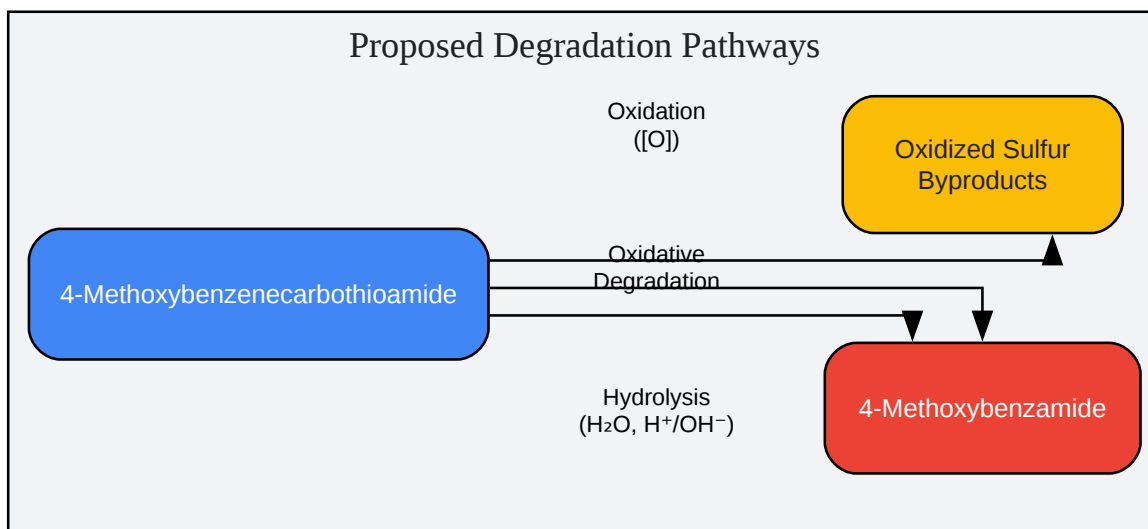 Proposed Degradation Pathways
Oxidation
([O])
Oxidized Sulfur
Byproducts
Oxidative
Degradation
4-Methoxybenzenecarbothioamide
Hydrolysis
(H₂O, H⁺/OH⁻)
4-Methoxybenzamide